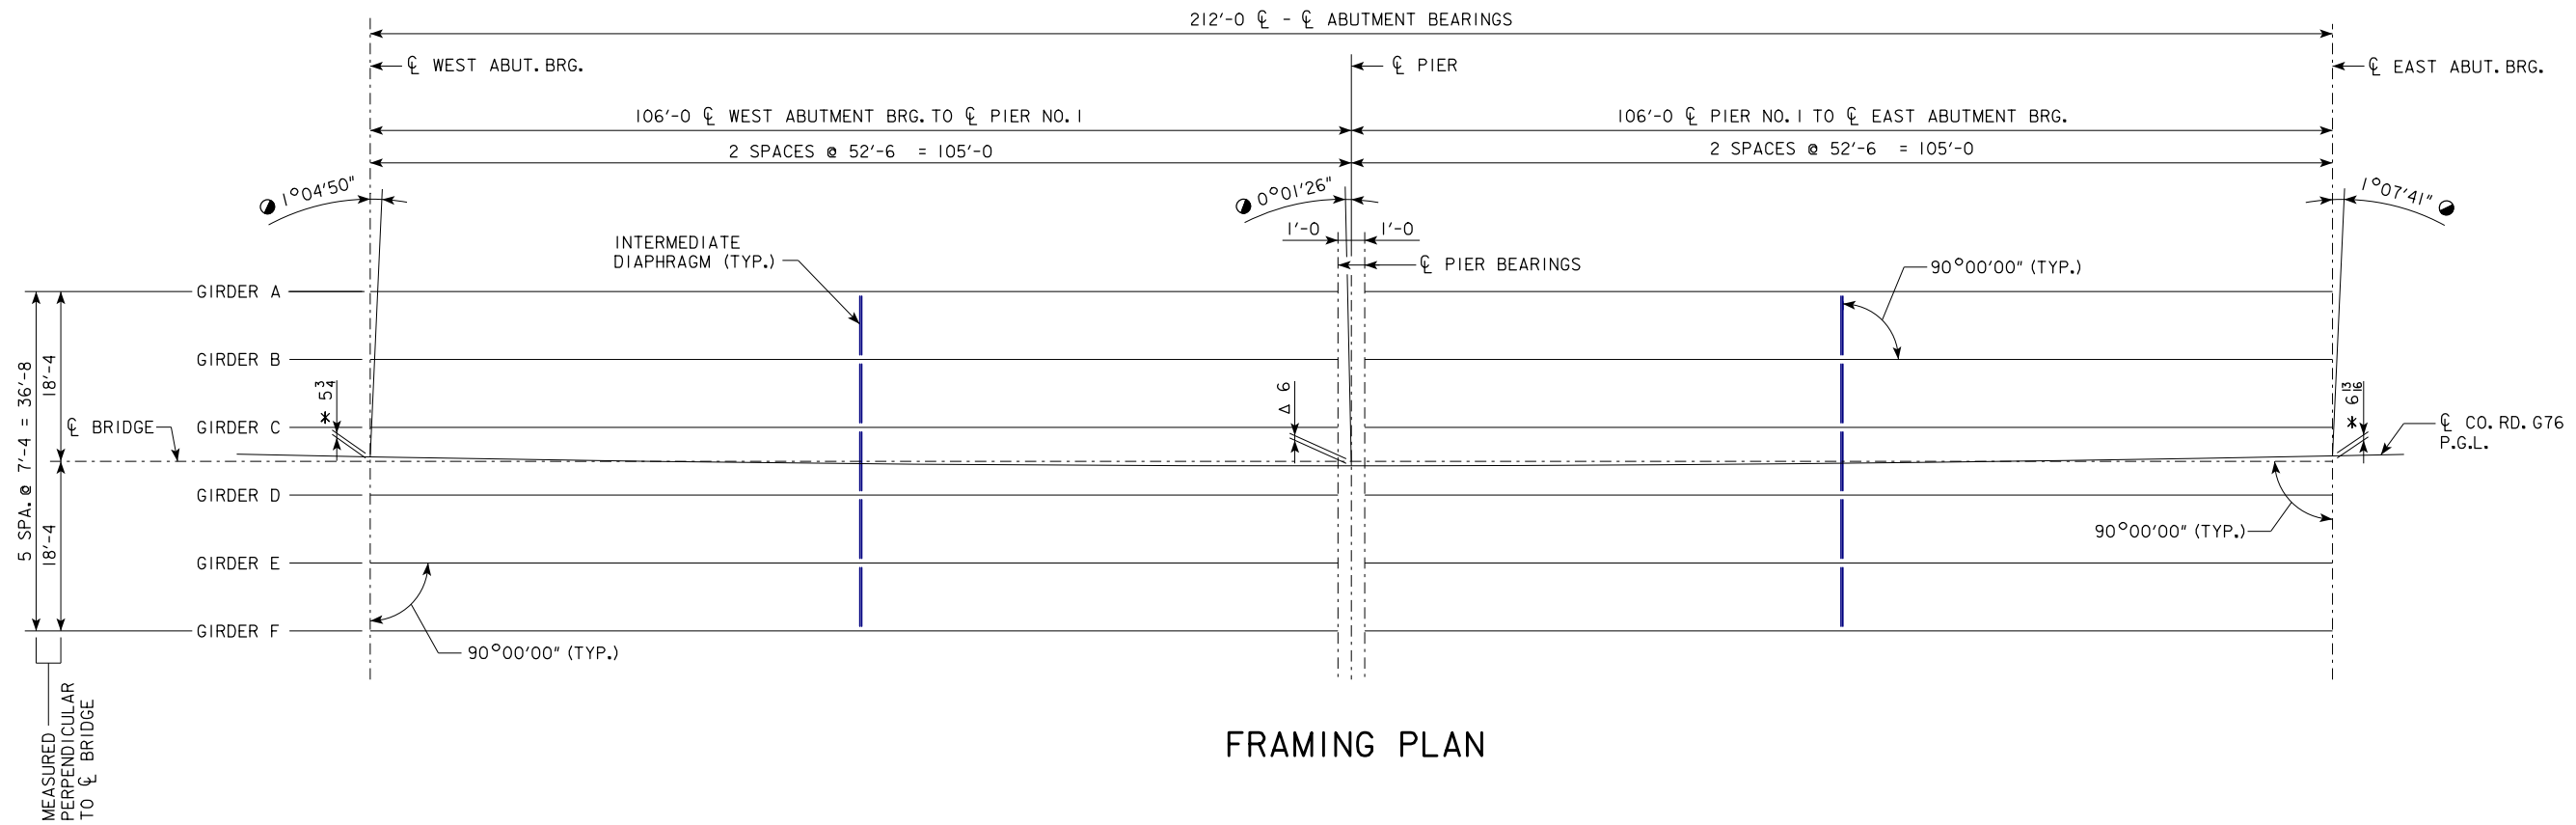 212'-0 ℄ - ℄ ABUTMENT BEARINGS
℄ WEST ABUT. BRG.
℄ PIER
℄ EAST ABUT. BRG.
106'-0 ℄ WEST ABUTMENT BRG. TO ℄ PIER NO. 1
106'-0 ℄ PIER NO. 1 TO ℄ EAST ABUTMENT BRG.
2 SPACES @ 52'-6 = 105'-0
2 SPACES @ 52'-6 = 105'-0
1°04'50"
0°01'26"
1°07'41"
1'-0
1'-0
INTERMEDIATE
DIAPHRAGM (TYP.)
℄ PIER BEARINGS
90°00'00" (TYP.)
GIRDER A
GIRDER B
GIRDER C
GIRDER D
GIRDER E
GIRDER F
5 SPA. @ 7'-4 = 36'-8
18'-4
18'-4
℄ BRIDGE
* 5 3/4
Δ 6
* 6 13/16
℄ CO. RD. G76
P.G.L.
90°00'00" (TYP.)
90°00'00" (TYP.)
MEASURED
PERPENDICULAR
TO ℄ BRIDGE
FRAMING PLAN